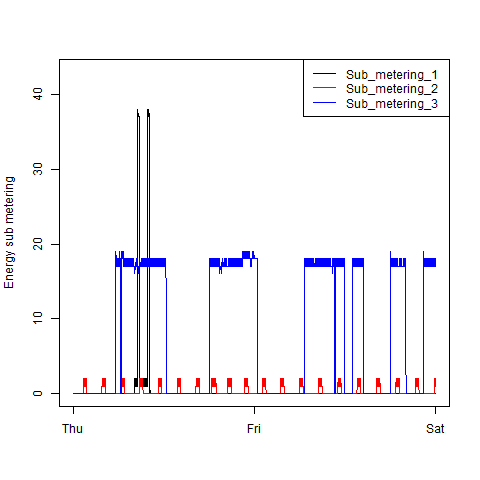 Sub_metering_1
Sub_metering_2
Sub_metering_3
Energy sub metering
40
30
20
10
0
Thu
Fri
Sat